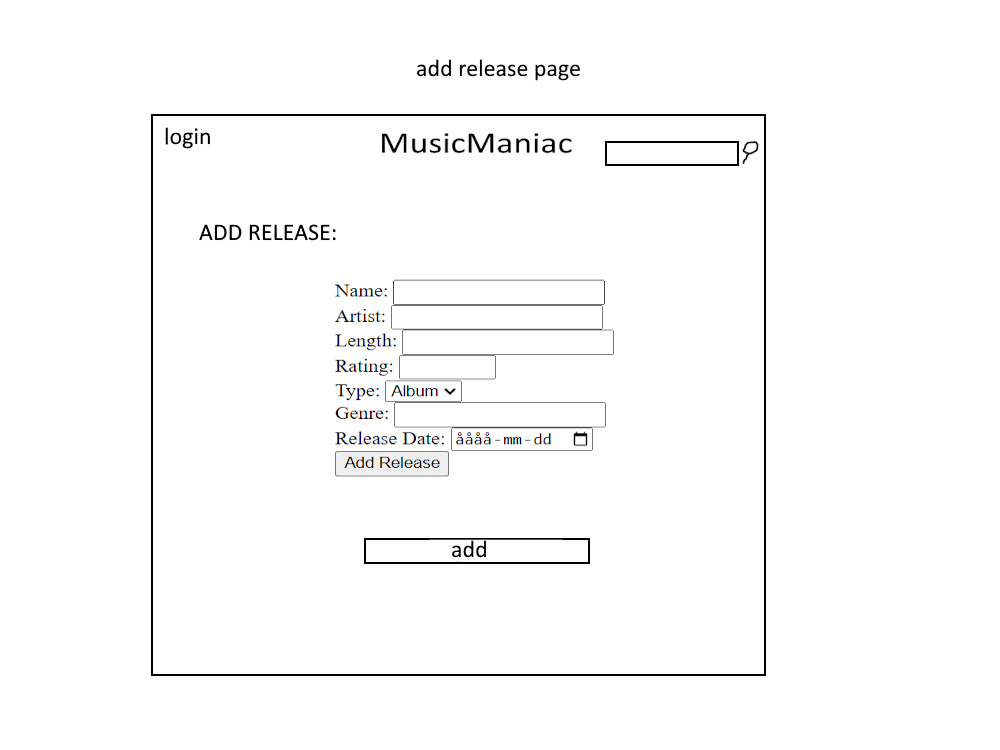 add release page
login
MusicManiac
ADD RELEASE:
Name:
Artist:
Length:
Rating:
Type: Album
Genre:
Release Date: åååå-mm-dd
Add Release
add